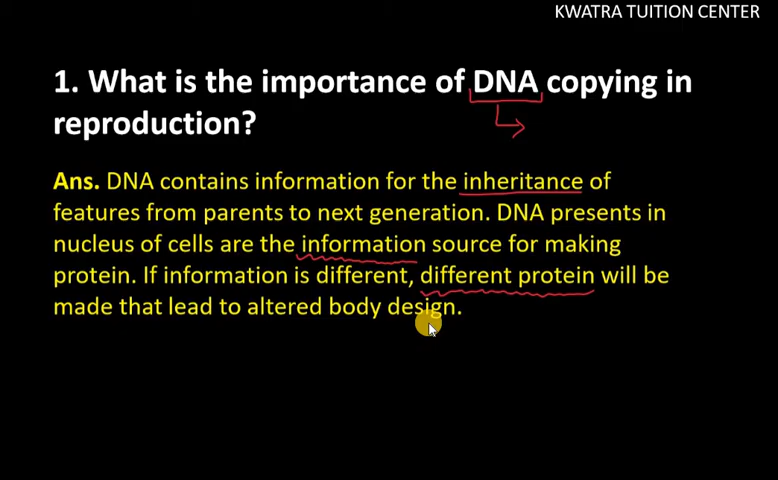 KWATRA TUITION CENTER
1. What is the importance of DNA copying in
reproduction?
Ans. DNA contains information for the inheritance of
features from parents to next generation. DNA presents in
nucleus of cells are the information source for making
protein. If information is different, different protein will be
made that lead to altered body design.